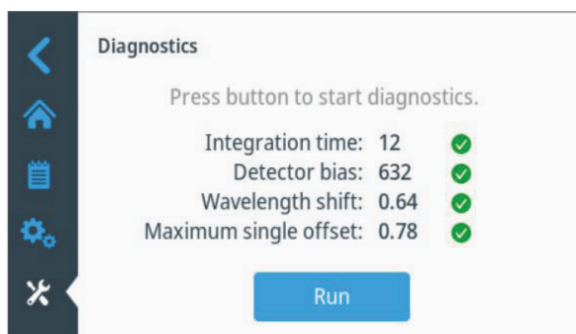 Diagnostics
Press button to start diagnostics.
Integration time: 12
Detector bias: 632
Wavelength shift: 0.64
Maximum single offset: 0.78
Run